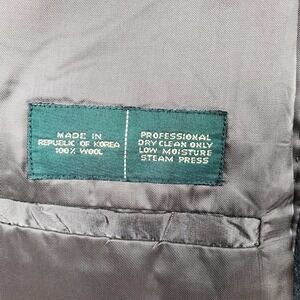 MADE IN
REPUBLIC OF KOREA
100% WOOL
PROFESSIONAL
DRY CLEAN ONLY
LOW MOISTURE
STEAM PRESS